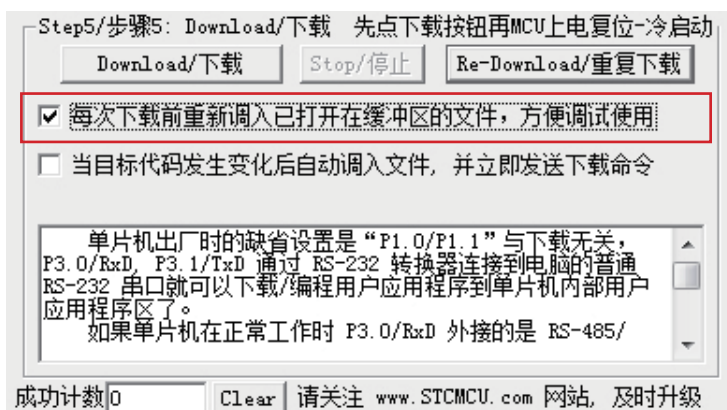 Step5/步骤5: Download/下载 先点下载按钮再MCU上电复位-冷启动
Download/下载 Stop/停止 Re-Download/重复下载
每次下载前重新调入已打开在缓冲区的文件，方便调试使用
当目标代码发生变化后自动调入文件, 并立即发送下载命令
单片机出厂时的缺省设置是“P1.0/P1.1”与下载无关，
P3.0/RxD, P3.1/TxD 通过 RS-232 转换器连接到电脑的普通
RS-232 串口就可以下载/编程用户应用程序到单片机内部用户
应用程序区了。
如果单片机在正常工作时 P3.0/RxD 外接的是 RS-485/
成功计数 0 Clear 请关注 www.STCMCU.com 网站, 及时升级